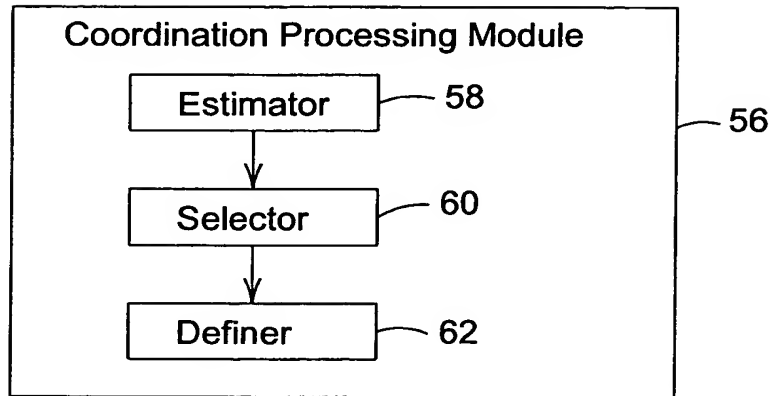 Coordination Processing Module
Estimator
58
56
Selector
60
Definer
62